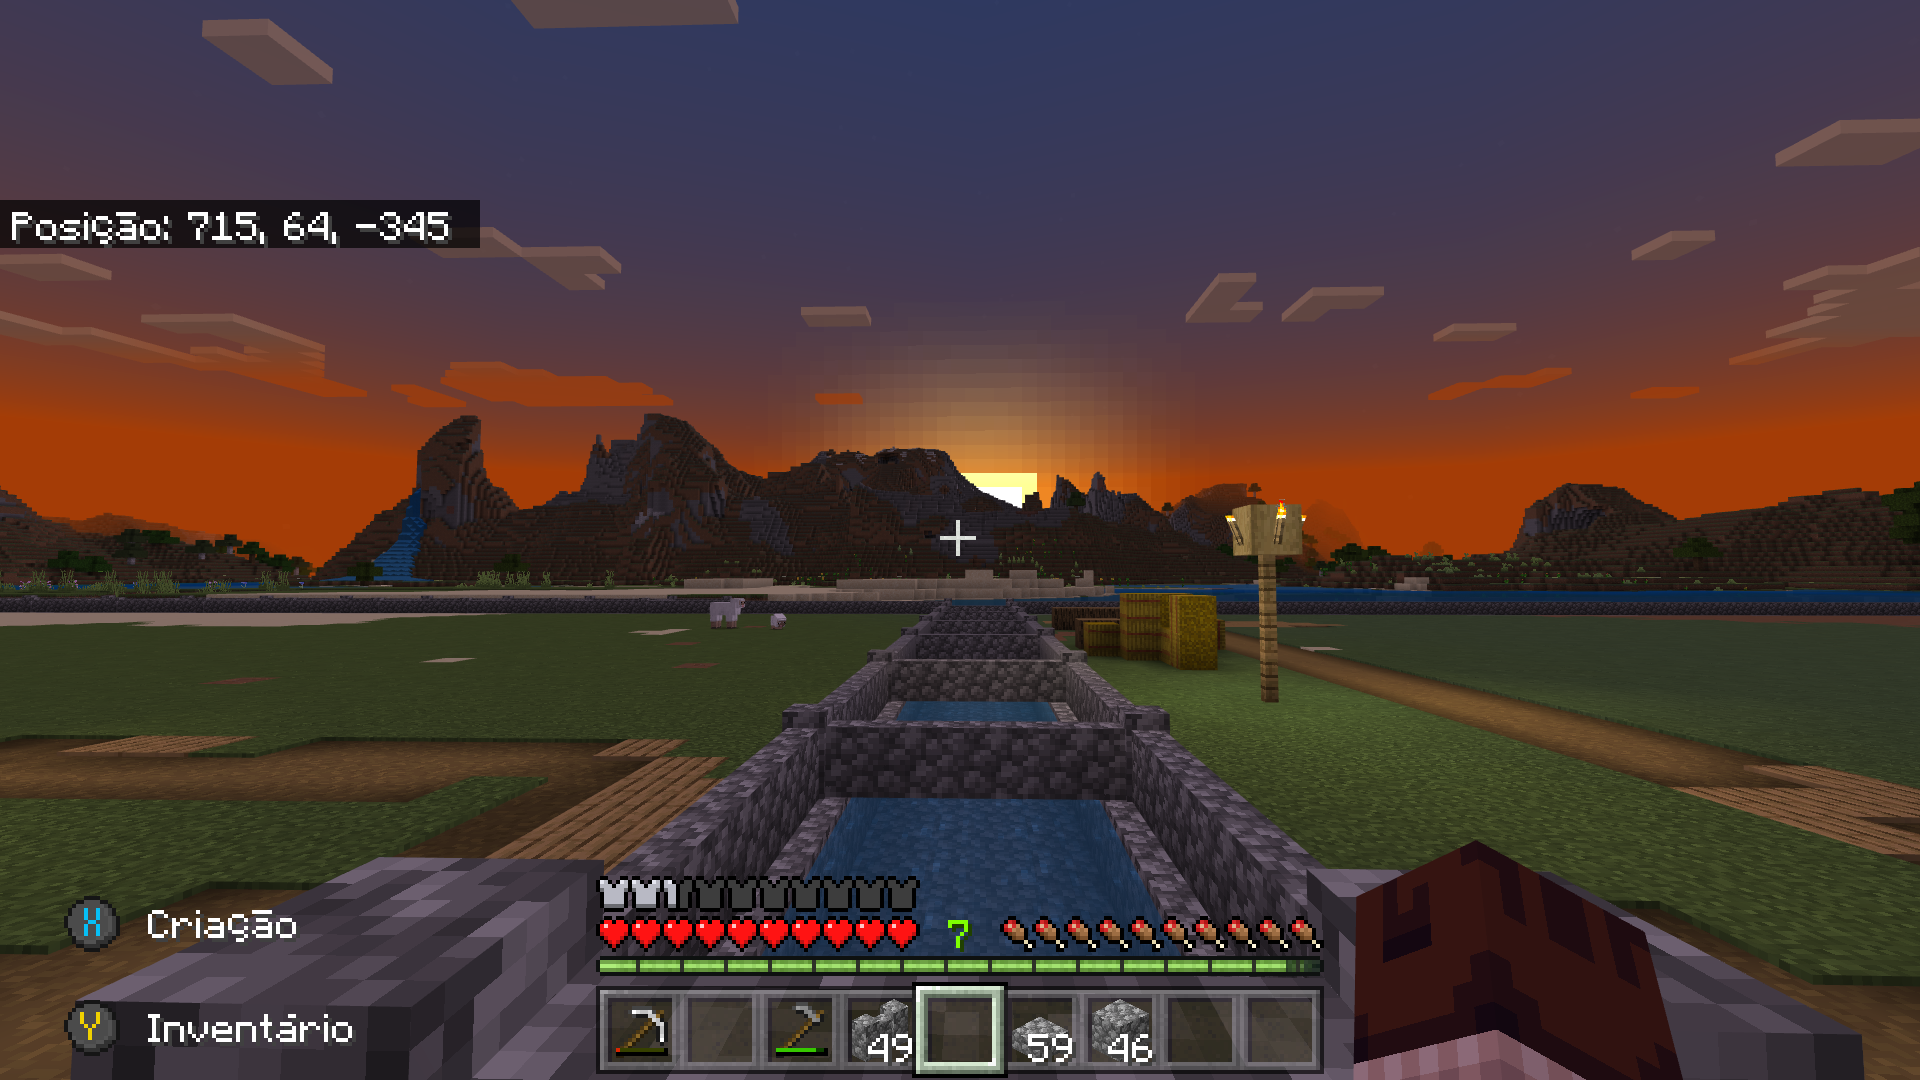 Posição: 715, 64, -345
X Criação
7
Y Inventário
49 59 46